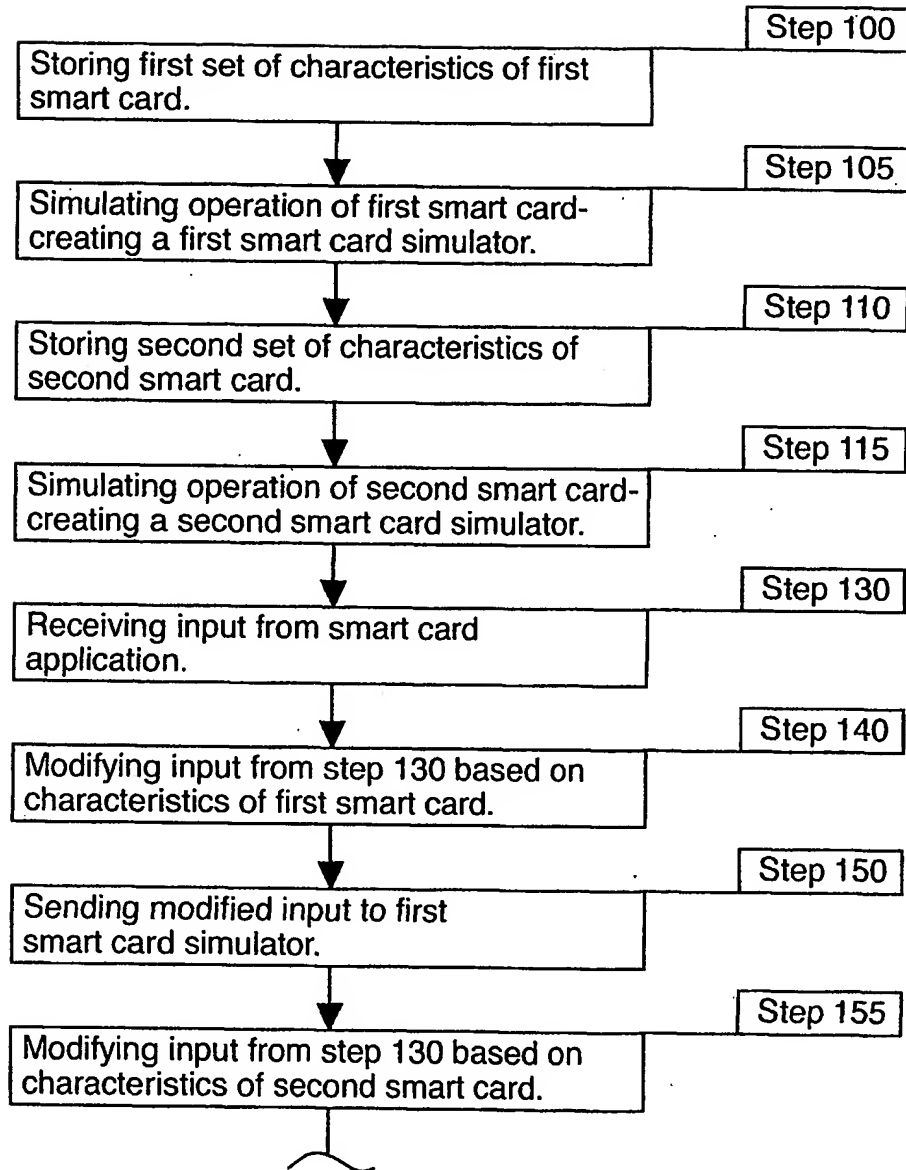 Step 100
Storing first set of characteristics of first
smart card.
Step 105
Simulating operation of first smart card-
creating a first smart card simulator.
Step 110
Storing second set of characteristics of
second smart card.
Step 115
Simulating operation of second smart card-
creating a second smart card simulator.
Step 130
Receiving input from smart card
application.
Step 140
Modifying input from step 130 based on
characteristics of first smart card.
Step 150
Sending modified input to first
smart card simulator.
Step 155
Modifying input from step 130 based on
characteristics of second smart card.